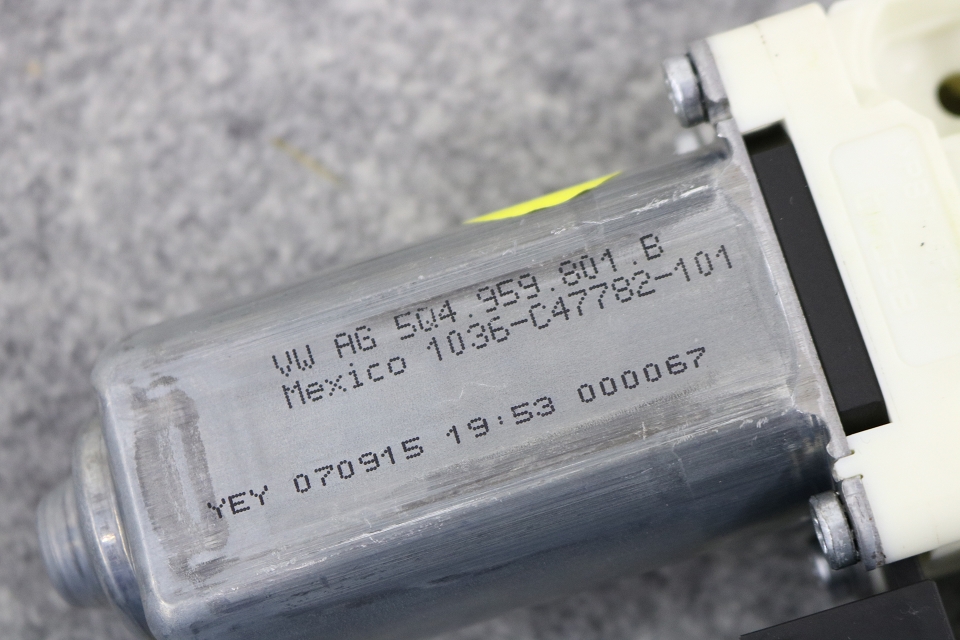 VW AG 5Q4.959.801.B
Mexico 1036-C47782-101
YEY 070915 19:53 000067